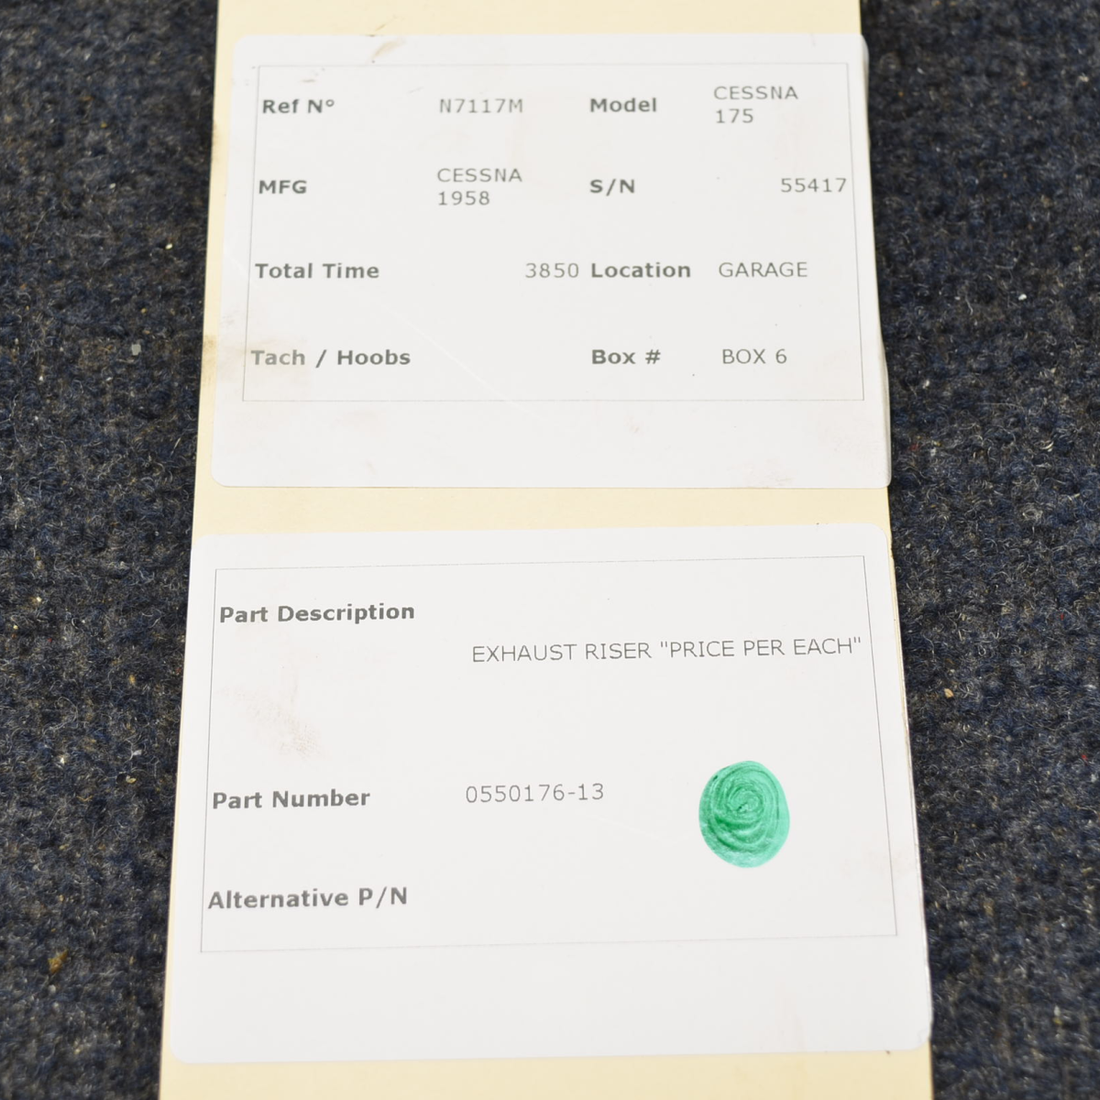 Ref Nº N7117M Model CESSNA 175
MFG CESSNA 1958 S/N 55417
Total Time 3850 Location GARAGE
Tach / Hoobs Box # BOX 6
Part Description
EXHAUST RISER "PRICE PER EACH"
Part Number 0550176-13
Alternative P/N